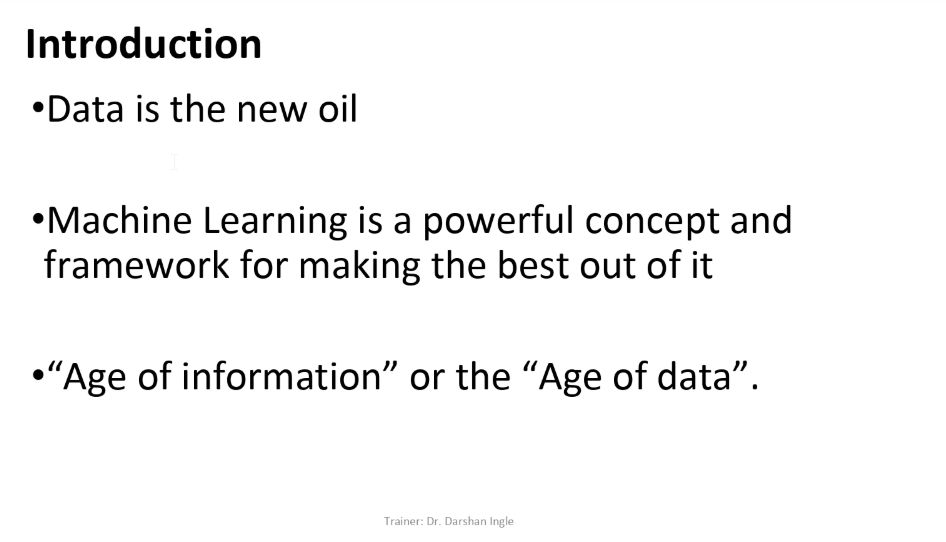 Introduction
•Data is the new oil
•Machine Learning is a powerful concept and
framework for making the best out of it
•“Age of information” or the “Age of data”.
Trainer: Dr. Darshan Ingle